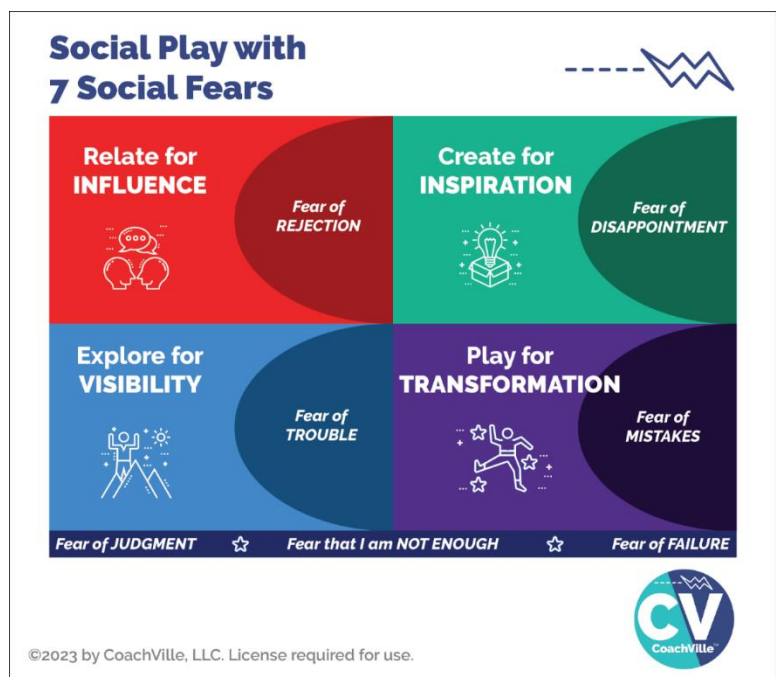 Social Play with
7 Social Fears
Relate for
INFLUENCE
Fear of
REJECTION
Create for
INSPIRATION
Fear of
DISAPPOINTMENT
Explore for
VISIBILITY
Fear of
TROUBLE
Play for
TRANSFORMATION
Fear of
MISTAKES
Fear of JUDGMENT ☆ Fear that I am NOT ENOUGH ☆ Fear of FAILURE
CV
CoachVille™
©2023 by CoachVille, LLC. License required for use.